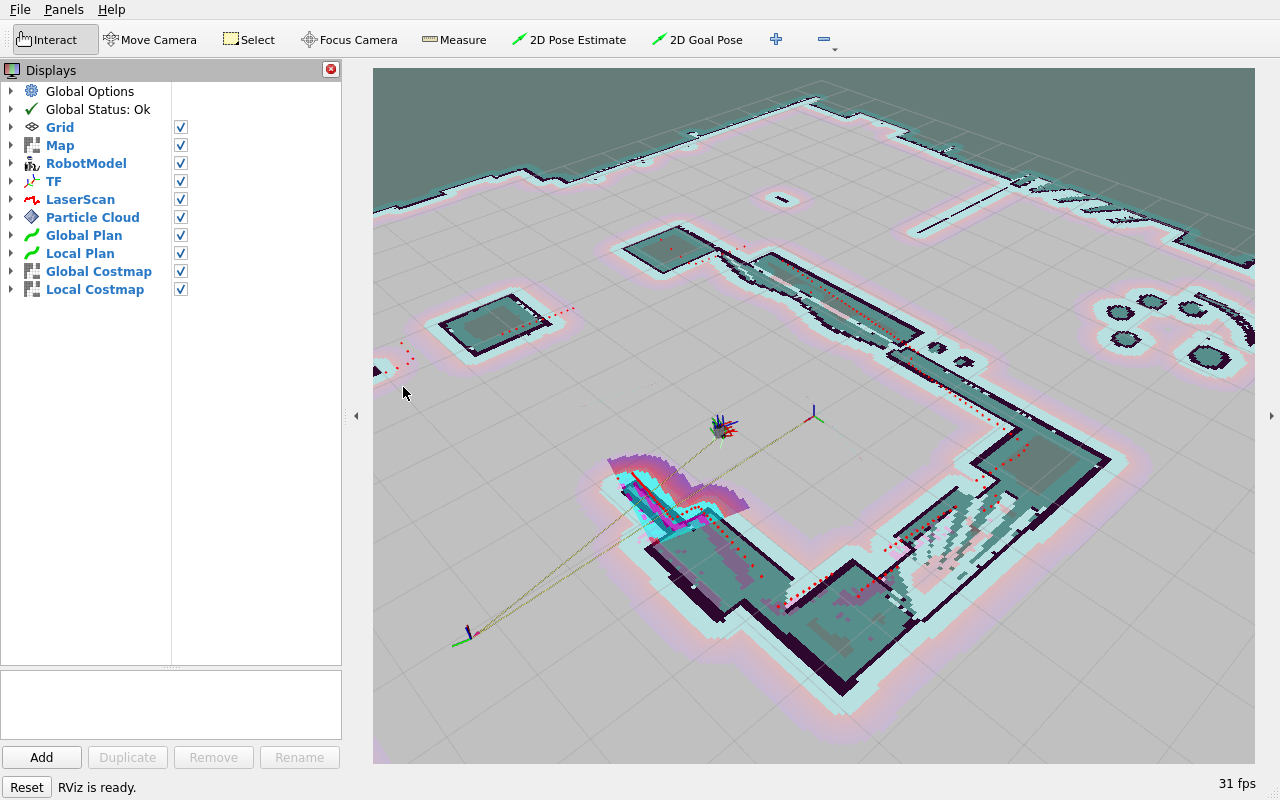 File Panels Help
Interact Move Camera Select Focus Camera Measure 2D Pose Estimate 2D Goal Pose
Displays
Global Options
Global Status: Ok
Grid
Map
RobotModel
TF
LaserScan
Particle Cloud
Global Plan
Local Plan
Global Costmap
Local Costmap
Add Duplicate Remove Rename
Reset RViz is ready. 31 fps